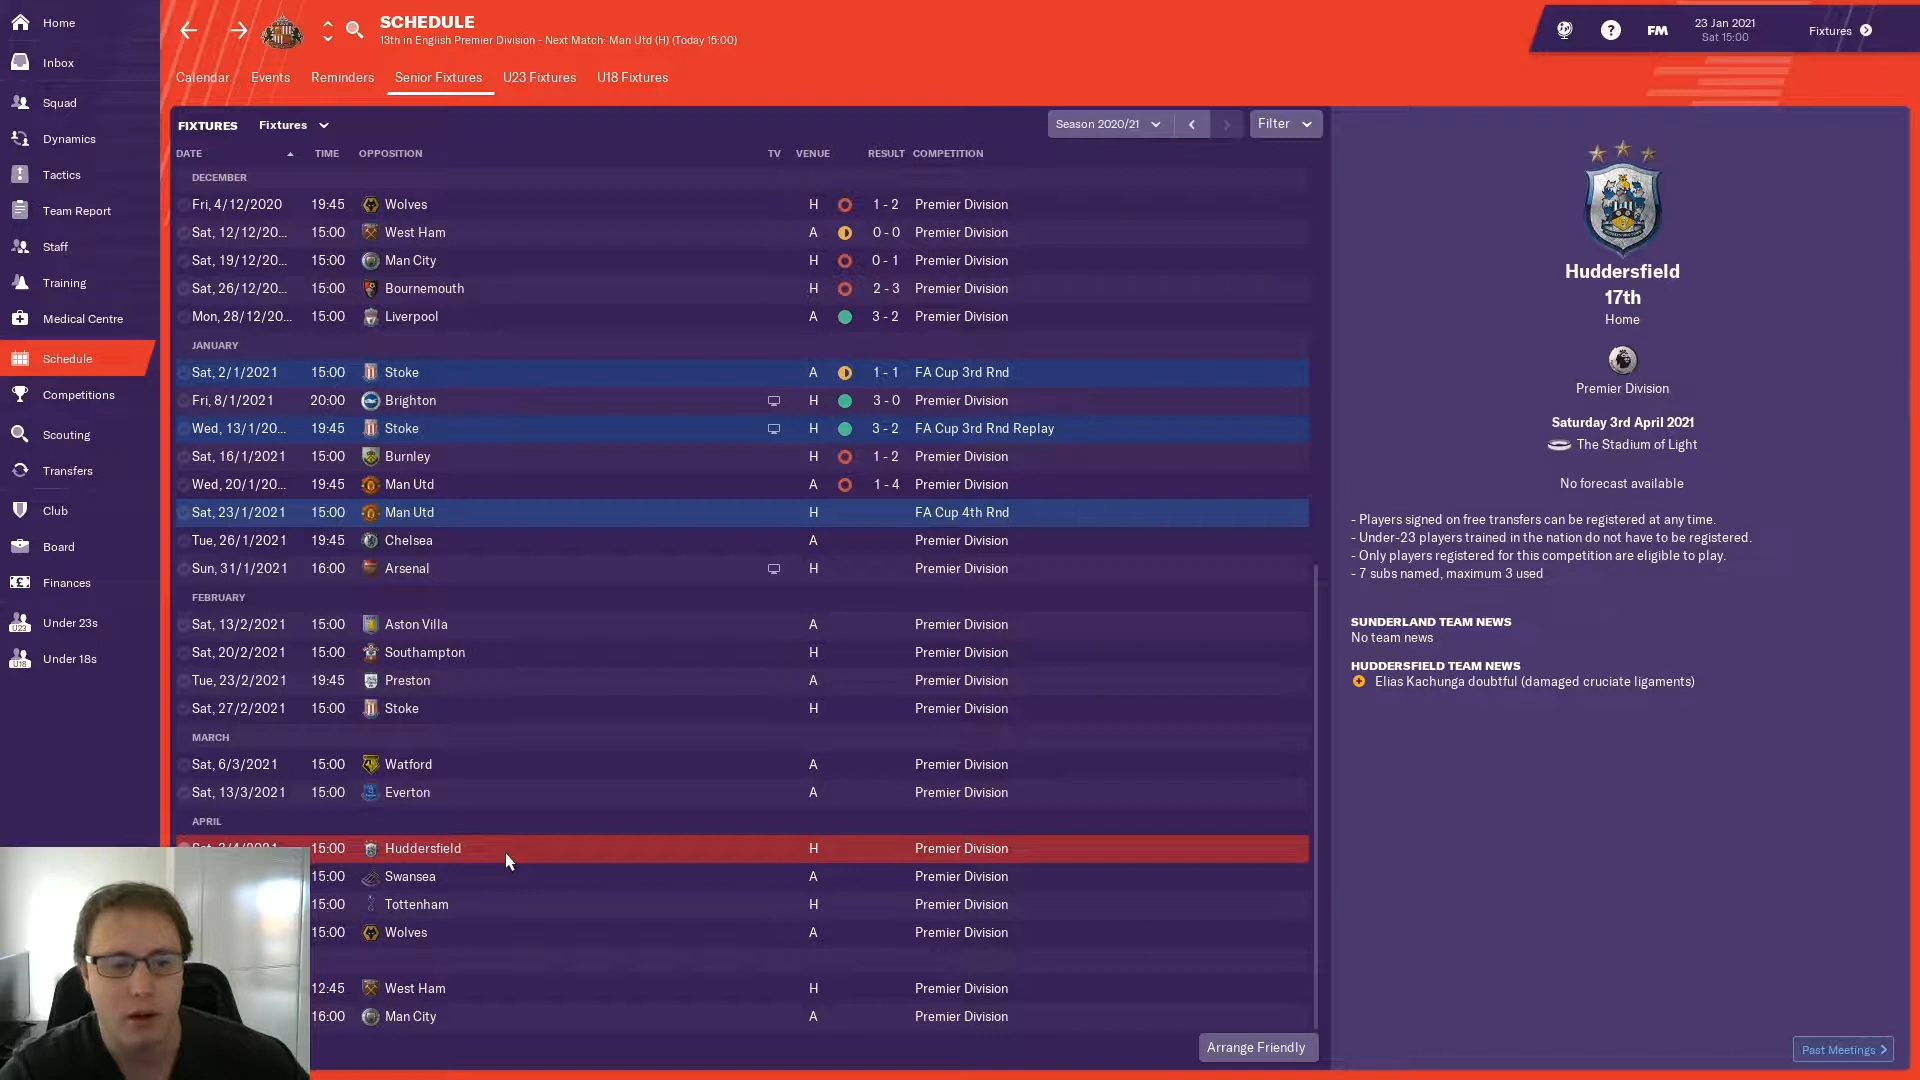 Home
Inbox
Squad
Dynamics
Tactics
Team Report
Staff
Training
Medical Centre
Schedule
Competitions
Scouting
Transfers
Club
Board
Finances
U23 Under 23s
U18 Under 18s
SCHEDULE
13th in English Premier Division - Next Match: Man Utd (H) (Today 15:00)
? FM 23 Jan 2021
Sat 15:00
Fixtures
Calendar Events Reminders Senior Fixtures U23 Fixtures U18 Fixtures
FIXTURES Fixtures Season 2020/21 Filter
DATE TIME OPPOSITION TV VENUE RESULT COMPETITION
DECEMBER
Fri, 4/12/2020 19:45 Wolves H 1 - 2 Premier Division
Sat, 12/12/20... 15:00 West Ham A 0 - 0 Premier Division
Sat, 19/12/20... 15:00 Man City H 0 - 1 Premier Division
Sat, 26/12/20... 15:00 Bournemouth H 2 - 3 Premier Division
Mon, 28/12/20... 15:00 Liverpool A 3 - 2 Premier Division
JANUARY
Sat, 2/1/2021 15:00 Stoke A 1 - 1 FA Cup 3rd Rnd
Fri, 8/1/2021 20:00 Brighton H 3 - 0 Premier Division
Wed, 13/1/20... 19:45 Stoke H 3 - 2 FA Cup 3rd Rnd Replay
Sat, 16/1/2021 15:00 Burnley H 1 - 2 Premier Division
Wed, 20/1/20... 19:45 Man Utd A 1 - 4 Premier Division
Sat, 23/1/2021 15:00 Man Utd H FA Cup 4th Rnd
Tue, 26/1/2021 19:45 Chelsea A Premier Division
Sun, 31/1/2021 16:00 Arsenal H Premier Division
FEBRUARY
Sat, 13/2/2021 15:00 Aston Villa A Premier Division
Sat, 20/2/2021 15:00 Southampton H Premier Division
Tue, 23/2/2021 19:45 Preston A Premier Division
Sat, 27/2/2021 15:00 Stoke H Premier Division
MARCH
Sat, 6/3/2021 15:00 Watford A Premier Division
Sat, 13/3/2021 15:00 Everton A Premier Division
APRIL
Sat, 3/4/2021 15:00 Huddersfield H Premier Division
15:00 Swansea A Premier Division
15:00 Tottenham H Premier Division
15:00 Wolves A Premier Division
12:45 West Ham H Premier Division
16:00 Man City A Premier Division
Arrange Friendly
Huddersfield
17th
Home
Premier Division
Saturday 3rd April 2021
The Stadium of Light
No forecast available
- Players signed on free transfers can be registered at any time.
- Under-23 players trained in the nation do not have to be registered.
- Only players registered for this competition are eligible to play.
- 7 subs named, maximum 3 used
SUNDERLAND TEAM NEWS
No team news
HUDDERSFIELD TEAM NEWS
Elias Kachunga doubtful (damaged cruciate ligaments)
Past Meetings